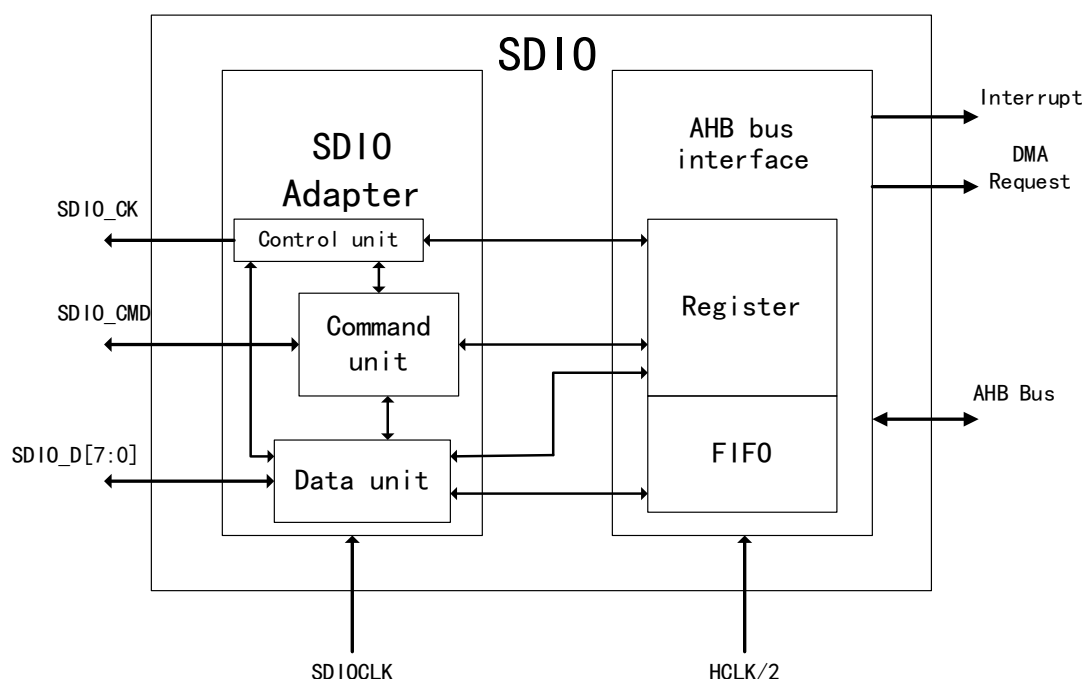 SDIO
SDIO
Adapter
AHB bus
interface
Interrupt
DMA
Request
SDIO_CK
Control unit
SDIO_CMD
Command
unit
Register
AHB Bus
SDIO_D[7:0]
Data unit
FIFO
SDIOCLK
HCLK/2